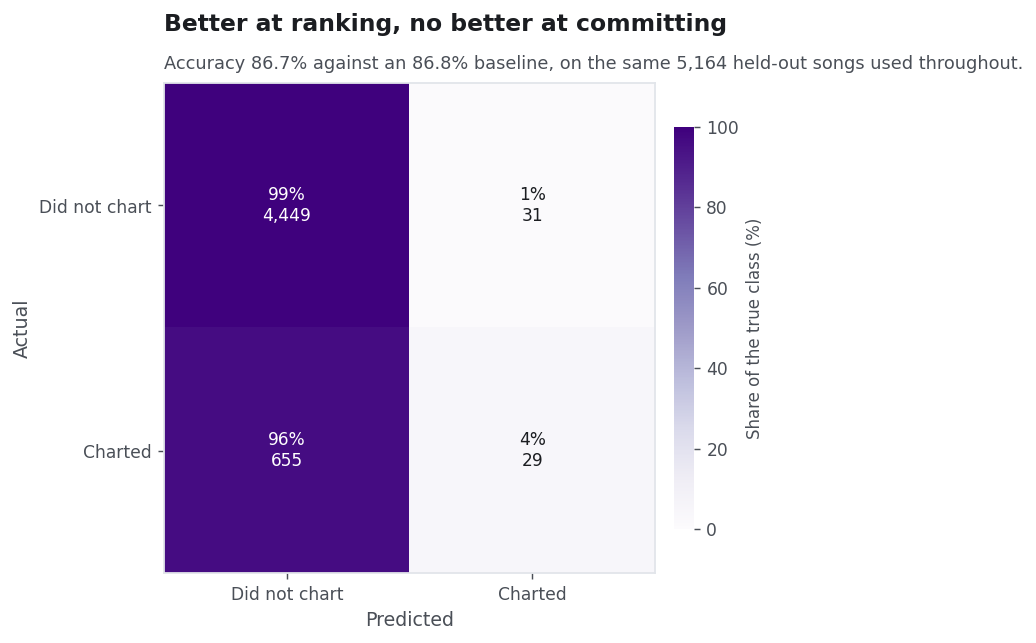 Better at ranking, no better at committing
Accuracy 86.7% against an 86.8% baseline, on the same 5,164 held-out songs used throughout.
Actual
Did not chart
99%
4,449
1%
31
Charted
96%
655
4%
29
Did not chart
Charted
Predicted
100
80
60
40
20
0
Share of the true class (%)